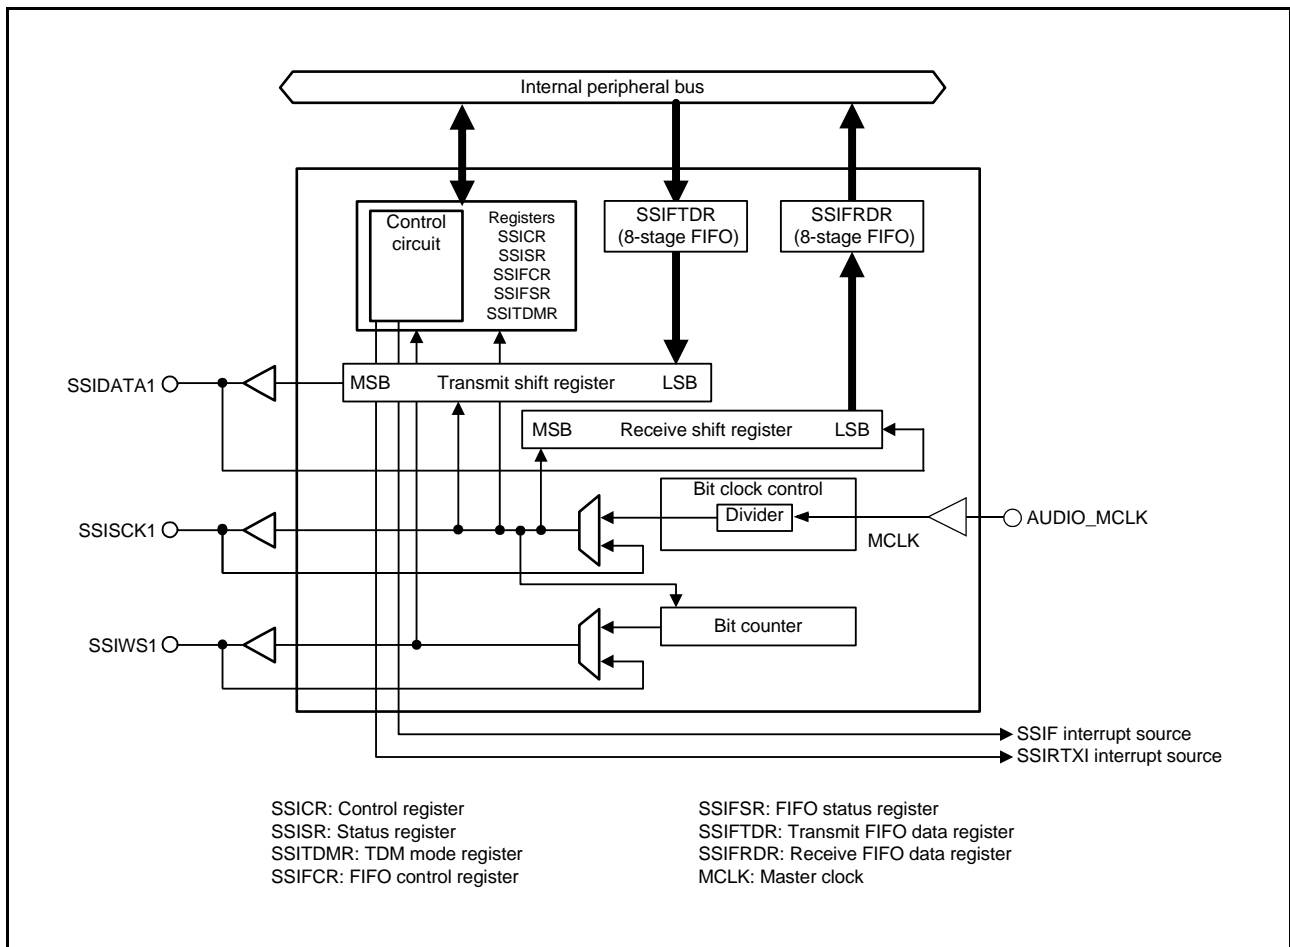 Internal peripheral bus
Control
circuit
Registers
SSICR
SSISR
SSIFCR
SSIFSR
SSITDMR
SSIFTDR
(8-stage FIFO)
SSIFRDR
(8-stage FIFO)
SSIDATA1
MSB Transmit shift register LSB
MSB Receive shift register LSB
Bit clock control
Divider
SSISCK1
MCLK
AUDIO_MCLK
Bit counter
SSIWS1
SSIF interrupt source
SSIRTXI interrupt source
SSICR: Control register
SSISR: Status register
SSITDMR: TDM mode register
SSIFCR: FIFO control register
SSIFSR: FIFO status register
SSIFTDR: Transmit FIFO data register
SSIFRDR: Receive FIFO data register
MCLK: Master clock